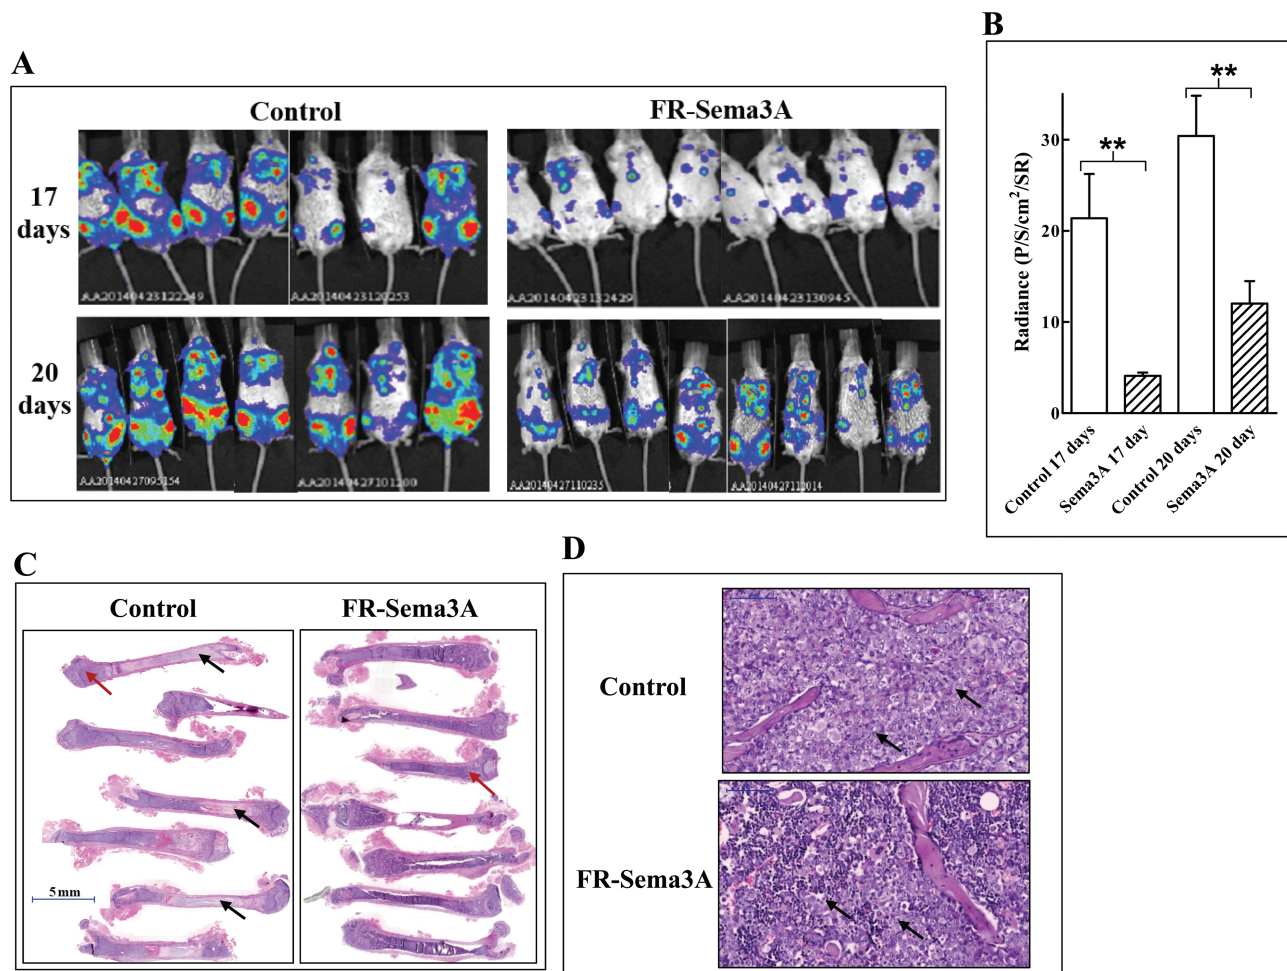 A
Control
FR-Sema3A
17
days
AA20140423122249
AA20140423120253
AA20140423132429
AA20140423130945
20
days
AA20140427095154
AA20140427101200
AA20140427110235
AA20140427112014
B
**
**
Radiance (P/S/cm²/SR)
30
20
10
0
Control 17 days
Sema3A 17 day
Control 20 days
Sema3A 20 day
C
Control
FR-Sema3A
5 mm
D
Control
FR-Sema3A